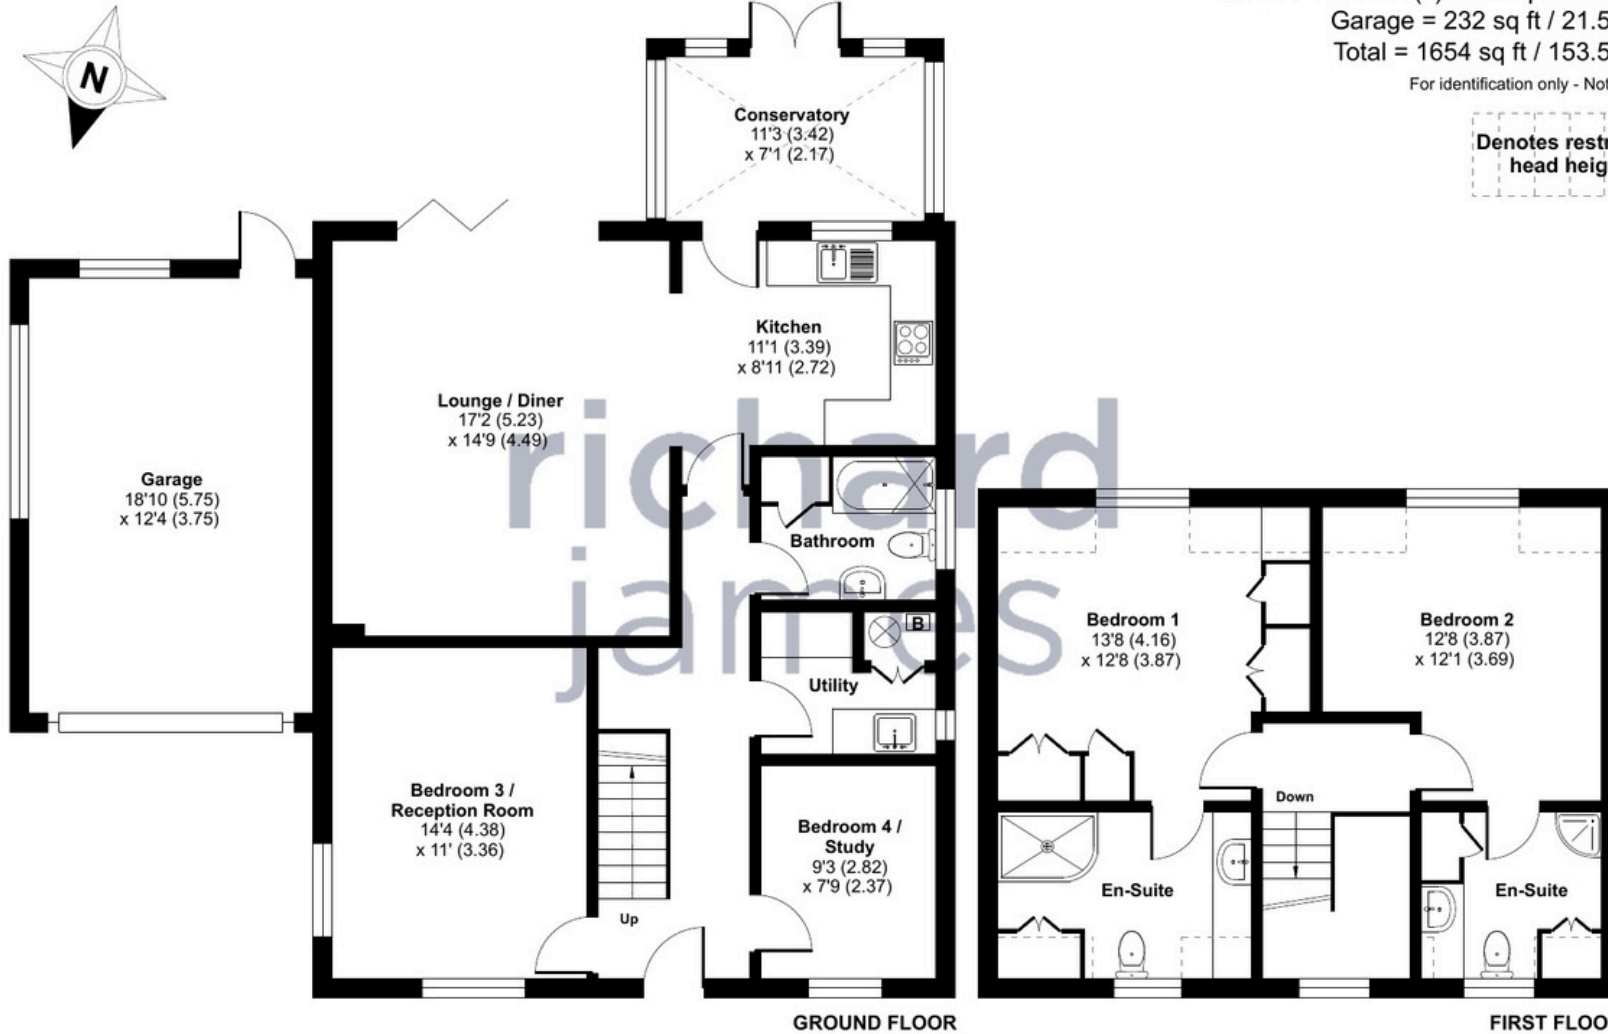 Garage = 232 sq ft / 21.5
Total = 1654 sq ft / 153.5
For identification only - Not
Denotes restr
head heig
N
Conservatory
11'3 (3.42)
x 7'1 (2.17)
Kitchen
11'1 (3.39)
x 8'11 (2.72)
Lounge / Diner
17'2 (5.23)
x 14'9 (4.49)
Garage
18'10 (5.75)
x 12'4 (3.75)
richard
james
Bathroom
B
Utility
Bedroom 1
13'8 (4.16)
x 12'8 (3.87)
Bedroom 2
12'8 (3.87)
x 12'1 (3.69)
Bedroom 3 /
Reception Room
14'4 (4.38)
x 11' (3.36)
Bedroom 4 /
Study
9'3 (2.82)
x 7'9 (2.37)
Up
Down
En-Suite
En-Suite
GROUND FLOOR
FIRST FLOO